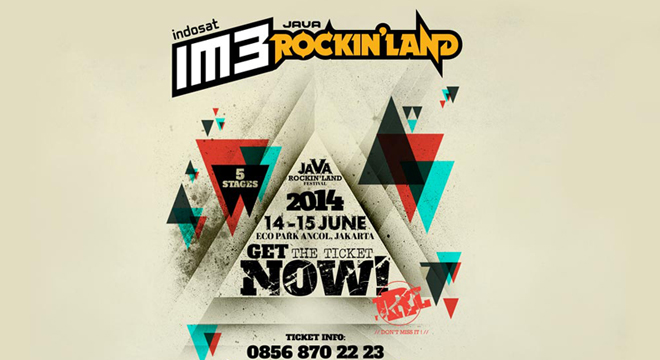 indosat
IM3 JAVA ROCKIN'LAND
5
STAGES
JAVA
ROCKIN'LAND
FESTIVAL
2014
14-15 JUNE
ECO PARK ANCOL, JAKARTA
GET THE TICKET
NOW!
// DON'T MISS IT! //
TICKET INFO:
0856 870 22 23